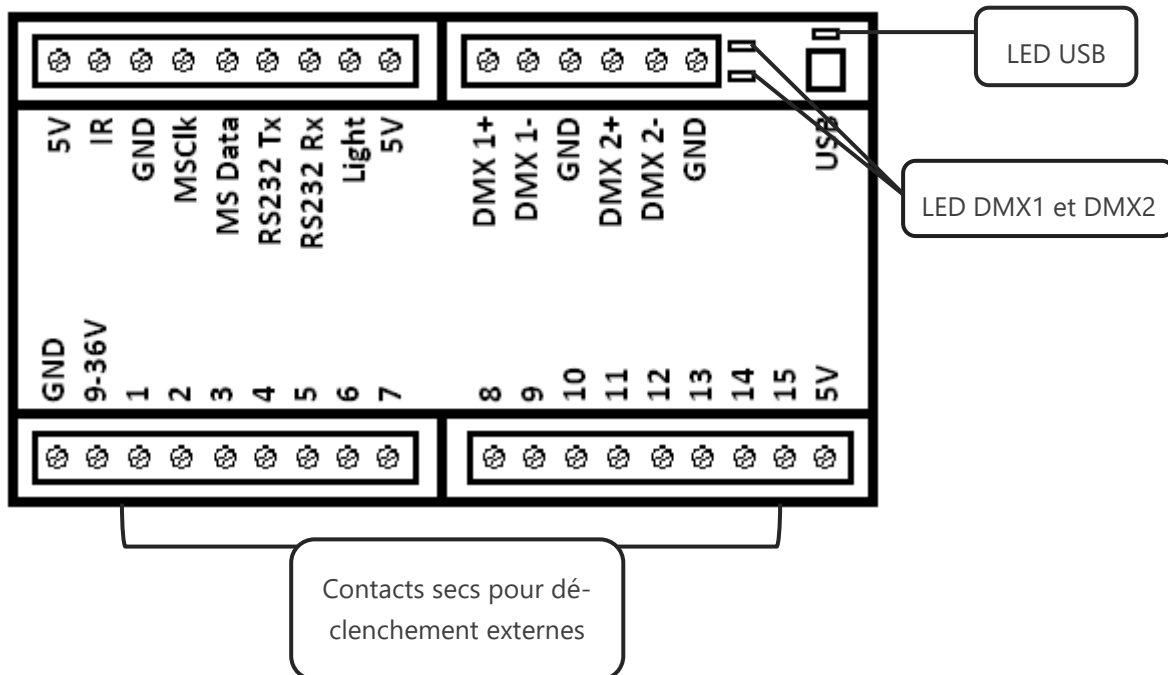 LED USB
5V
IR
GND
MSClk
MS Data
RS232 Tx
RS232 Rx
Light
5V
DMX 1+
DMX 1-
GND
DMX 2+
DMX 2-
GND
USB
LED DMX1 et DMX2
GND
9-36V
1
2
3
4
5
6
7
8
9
10
11
12
13
14
15
5V
Contacts secs pour dé-
clenchement externes